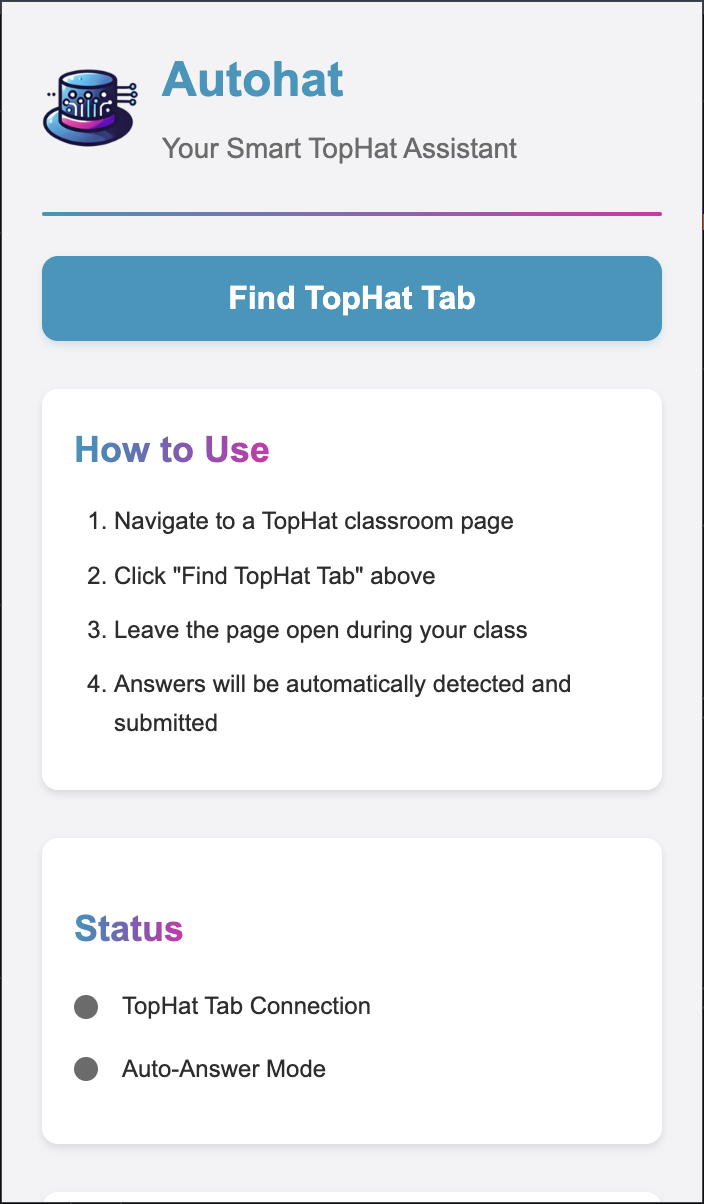 Autohat
Your Smart TopHat Assistant
Find TopHat Tab
How to Use
1. Navigate to a TopHat classroom page
2. Click "Find TopHat Tab" above
3. Leave the page open during your class
4. Answers will be automatically detected and
submitted
Status
TopHat Tab Connection
Auto-Answer Mode